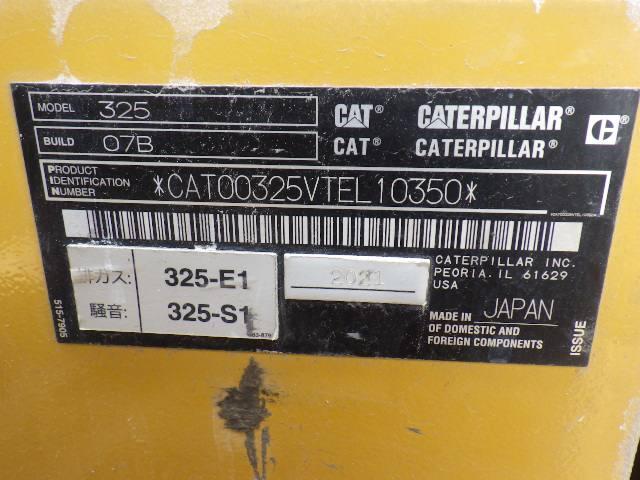 MODEL 325
BUILD 07B
CAT® CATERPILLAR®
CAT® CATERPILLAR®
PRODUCT
IDENTIFICATION
NUMBER
*CAT00325VTEL10350*
排ガス: 325-E1
騒音: 325-S1
2021
CATERPILLAR INC.
PEORIA, IL 61629
USA
MADE IN JAPAN
OF DOMESTIC AND
FOREIGN COMPONENTS
ISSUE
515-7905